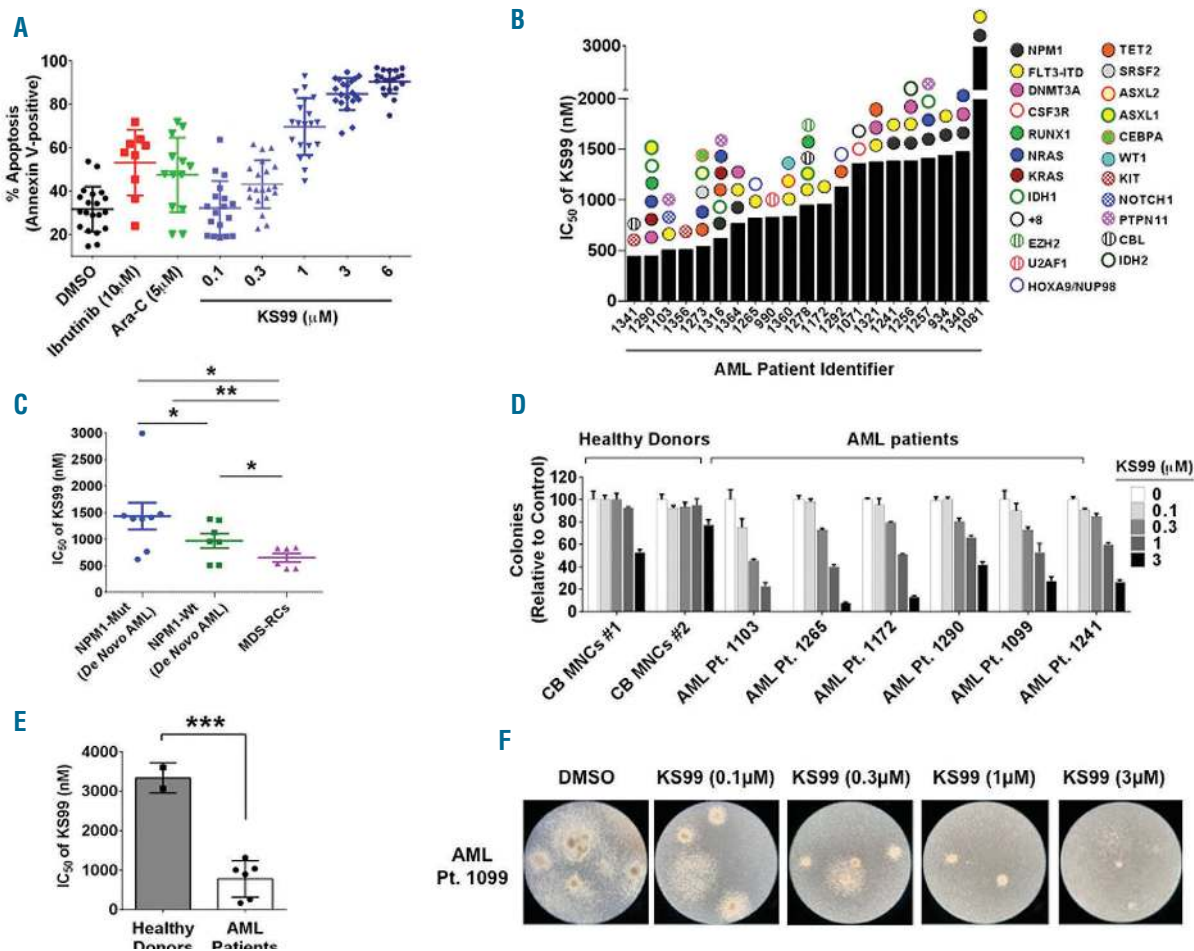 A
% Apoptosis
(Annexin V-positive)
100
80
60
40
20
DMSO
Ibrutinib (10μM)
Ara-C (5μM)
0.1
0.3
1
3
6
KS99 (μM)
B
IC50 of KS99 (nM)
3000
2000
1500
1000
500
0
1341
1290
1103
1356
1273
1316
1364
1265
990
1360
1278
1172
1292
1071
1321
1241
1256
1257
934
1340
1081
AML Patient Identifier
NPM1
FLT3-ITD
DNMT3A
CSF3R
RUNX1
NRAS
KRAS
IDH1
+8
EZH2
U2AF1
HOXA9/NUP98
TET2
SRSF2
ASXL2
ASXL1
CEBPA
WT1
KIT
NOTCH1
PTPN11
CBL
IDH2
C
IC50 of KS99 (nM)
3000
2500
2000
1500
1000
500
0
*
**
*
*
NPM1-Mut
(De Novo AML)
NPM1-Wt
(De Novo AML)
MDS-RCs
D
Healthy Donors
AML patients
Colonies
(Relative to Control)
120
100
80
60
40
20
0
CB MNCs #1
CB MNCs #2
AML Pt. 1103
AML Pt. 1265
AML Pt. 1172
AML Pt. 1290
AML Pt. 1099
AML Pt. 1241
KS99 (μM)
0
0.1
0.3
1
3
E
IC50 of KS99 (nM)
4000
3000
2000
1000
0
***
Healthy
Donors
AML
Patients
F
DMSO
KS99 (0.1μM)
KS99 (0.3μM)
KS99 (1μM)
KS99 (3μM)
AML
Pt. 1099